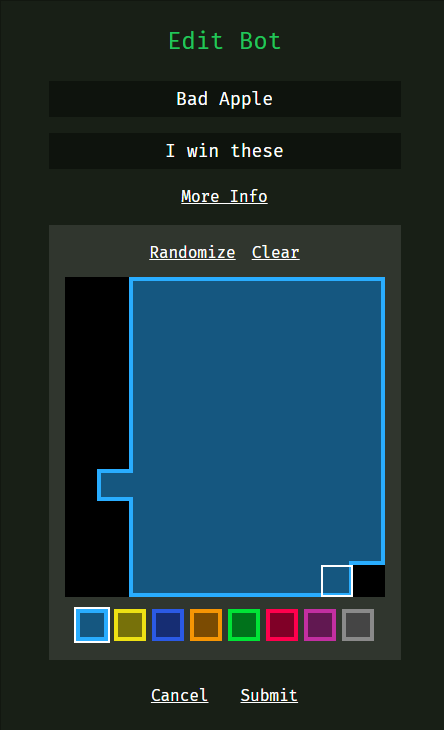 Edit Bot
Bad Apple
I win these
More Info
Randomize Clear
Cancel Submit